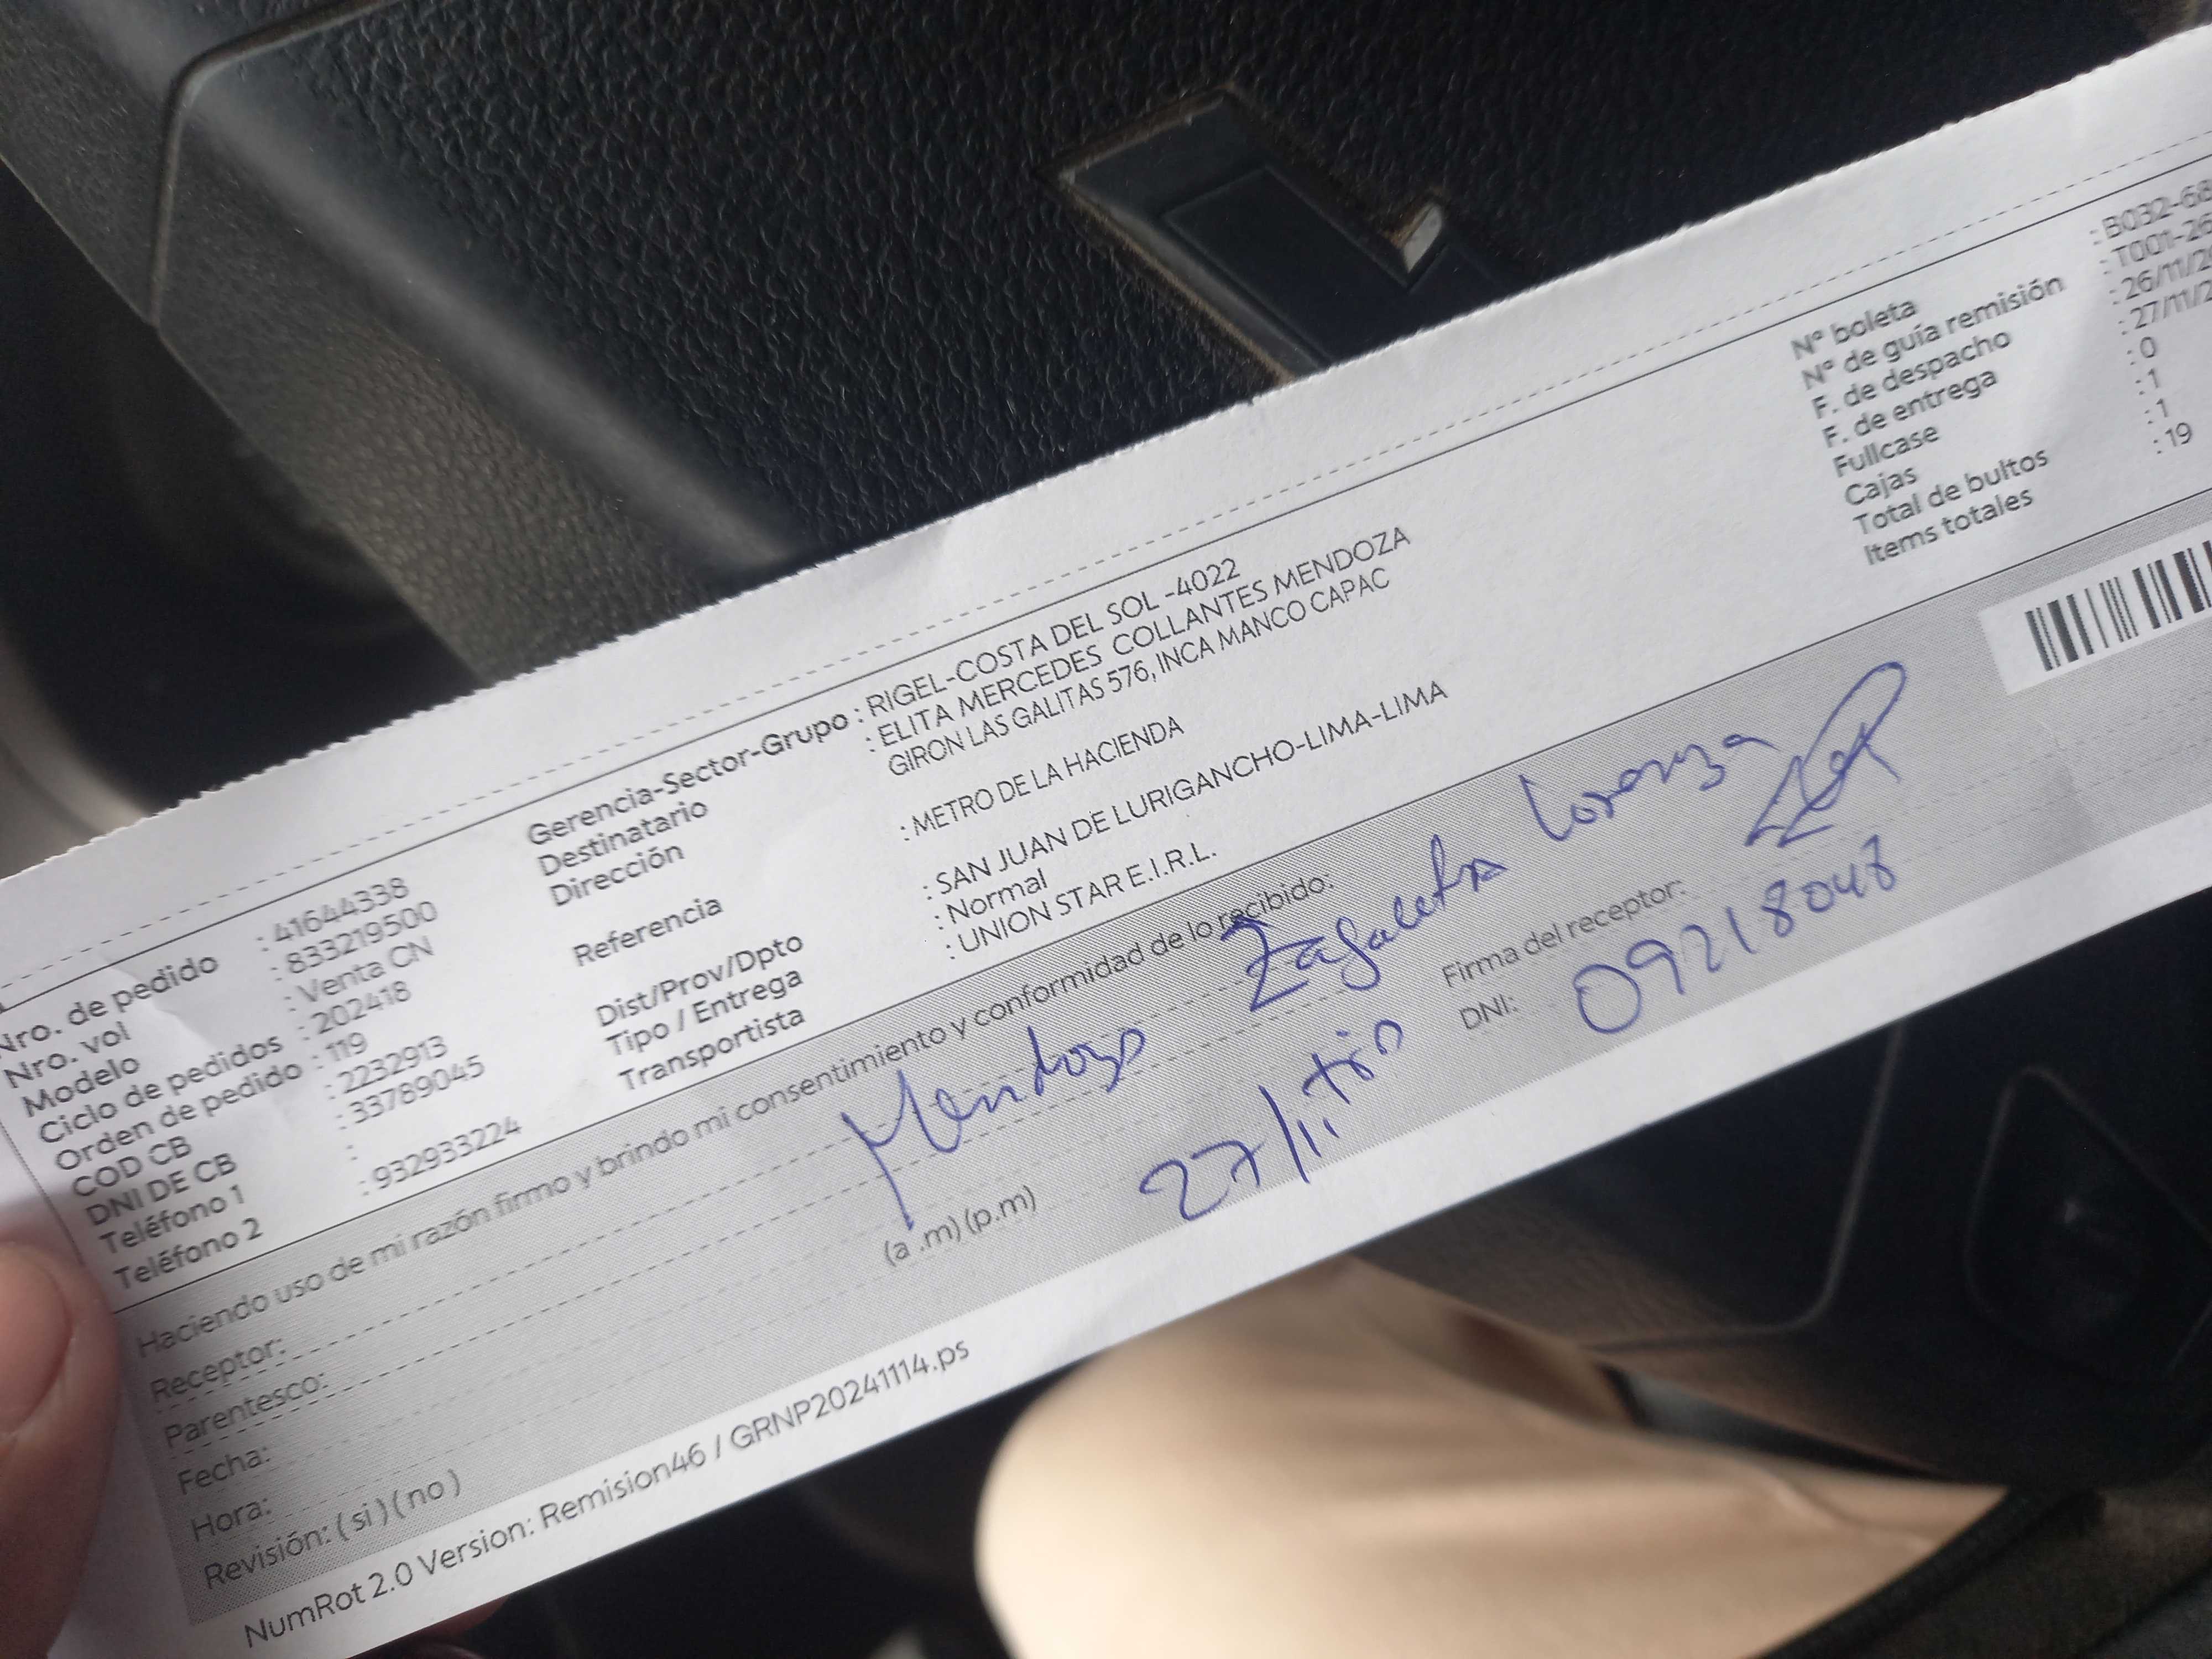 Nro. de pedido : 41644338
Nro. vol : 833219500
Modelo : Venta CN
Ciclo de pedidos : 202418
Orden de pedido : 119
COD CB : 2232913
DNI DE CB : 33789045
Teléfono 1 :
Teléfono 2 : 932933224
Gerencia-Sector-Grupo : RIGEL-COSTA DEL SOL -4022
Destinatario : ELITA MERCEDES COLLANTES MENDOZA
Dirección GIRON LAS GALITAS 576, INCA MANCO CAPAC
Referencia : METRO DE LA HACIENDA
Dist/Prov/Dpto : SAN JUAN DE LURIGANCHO-LIMA-LIMA
Tipo / Entrega : Normal
Transportista : UNION STAR E.I.R.L.
N° boleta : B032-68
N° de guía remisión : T001-26
F. de despacho : 26/11/2
F. de entrega : 27/11/2
Fullcase : 0
Cajas : 1
Total de bultos : 1
Items totales : 19
Haciendo uso de mi razón firmo y brindo mi consentimiento y conformidad de lo recibido:
Receptor: Mendoza Lorenza
Parentesco:
Fecha: 27/11
Hora: (a .m) (p.m)
Firma del receptor:
DNI: 09218048
Revisión: ( si ) ( no )
NumRot 2.0 Version: Remision46 / GRNP20241114.ps